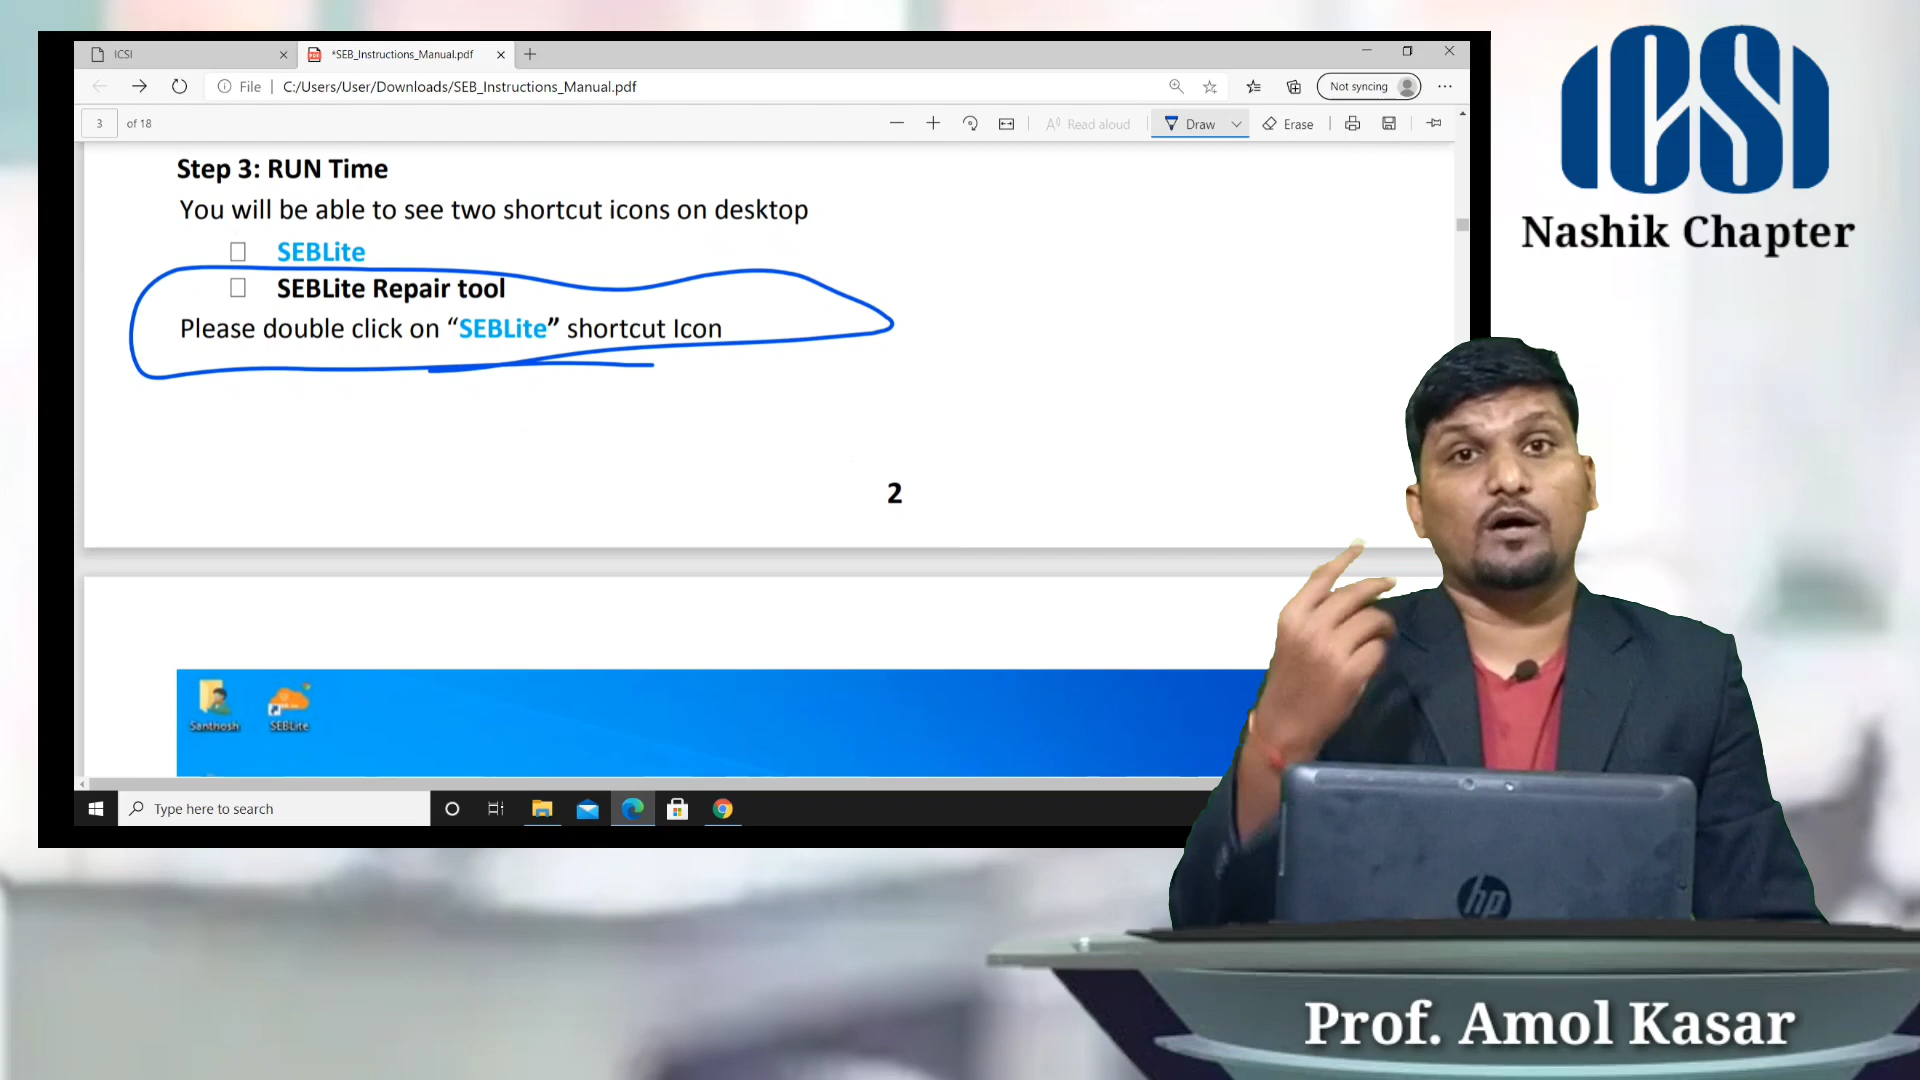 ICSI
*SEB_Instructions_Manual.pdf
File
C:/Users/User/Downloads/SEB_Instructions_Manual.pdf
Not syncing
3 of 18
Read aloud
Draw
Erase
Step 3: RUN Time
You will be able to see two shortcut icons on desktop
SEBLite
SEBLite Repair tool
Please double click on “SEBLite” shortcut Icon
2
Santhosh
SEBLite
Type here to search
ICSI
Nashik Chapter
hp
Prof. Amol Kasar